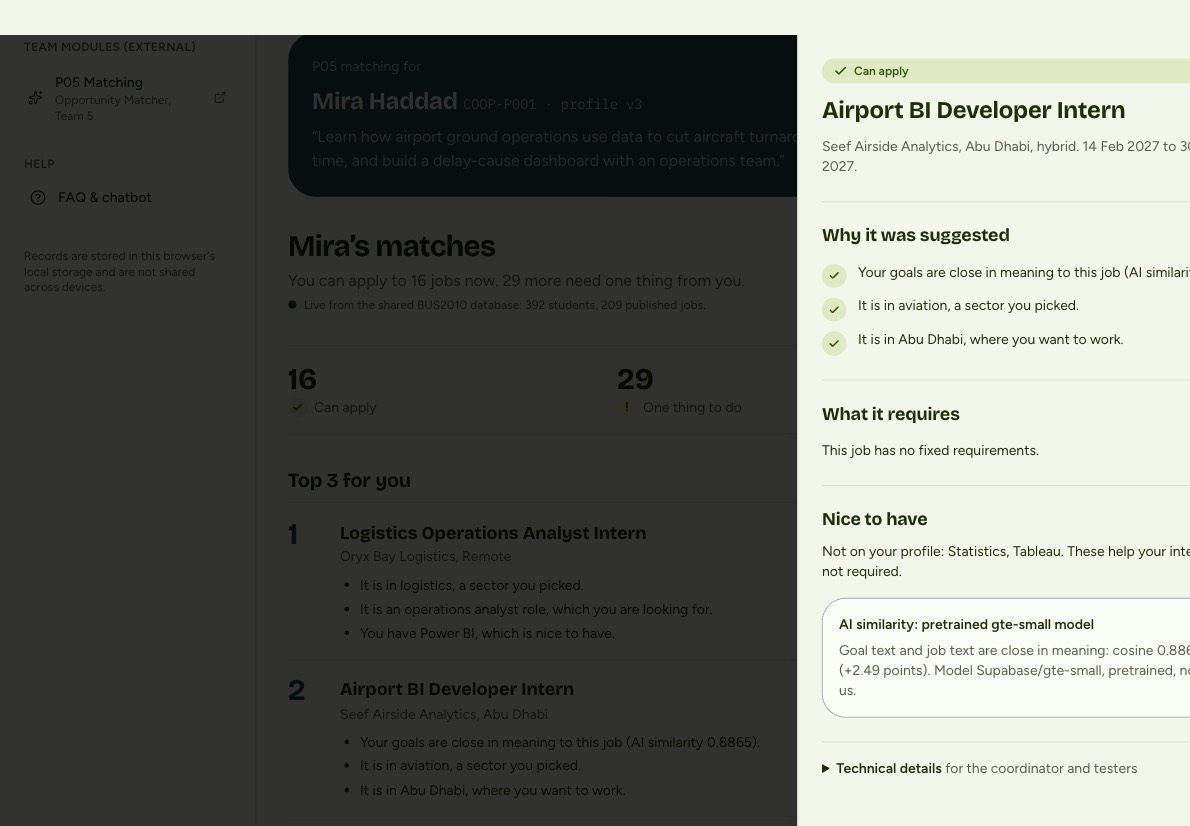 TEAM MODULES (EXTERNAL)
P05 Matching
Opportunity Matcher,
Team 5
HELP
FAQ & chatbot
Records are stored in this browser's
local storage and are not shared
across devices.
P05 matching for
Mira Haddad COOP-P001 · profile v3
"Learn how airport ground operations use data to cut aircraft turnaro
time, and build a delay-cause dashboard with an operations team."
Mira's matches
You can apply to 16 jobs now. 29 more need one thing from you.
Live from the shared BUS2010 database: 392 students, 209 published jobs.
16
Can apply
29
! One thing to do
Top 3 for you
1
Logistics Operations Analyst Intern
Oryx Bay Logistics, Remote
• It is in logistics, a sector you picked.
• It is an operations analyst role, which you are looking for.
• You have Power BI, which is nice to have.
2
Airport BI Developer Intern
Seef Airside Analytics, Abu Dhabi
• Your goals are close in meaning to this job (AI similarity 0.8865).
• It is in aviation, a sector you picked.
• It is in Abu Dhabi, where you want to work.
Can apply
Airport BI Developer Intern
Seef Airside Analytics, Abu Dhabi, hybrid. 14 Feb 2027 to 30
2027.
Why it was suggested
Your goals are close in meaning to this job (AI similari
It is in aviation, a sector you picked.
It is in Abu Dhabi, where you want to work.
What it requires
This job has no fixed requirements.
Nice to have
Not on your profile: Statistics, Tableau. These help your inte
not required.
AI similarity: pretrained gte-small model
Goal text and job text are close in meaning: cosine 0.886
(+2.49 points). Model Supabase/gte-small, pretrained, no
us.
Technical details for the coordinator and testers